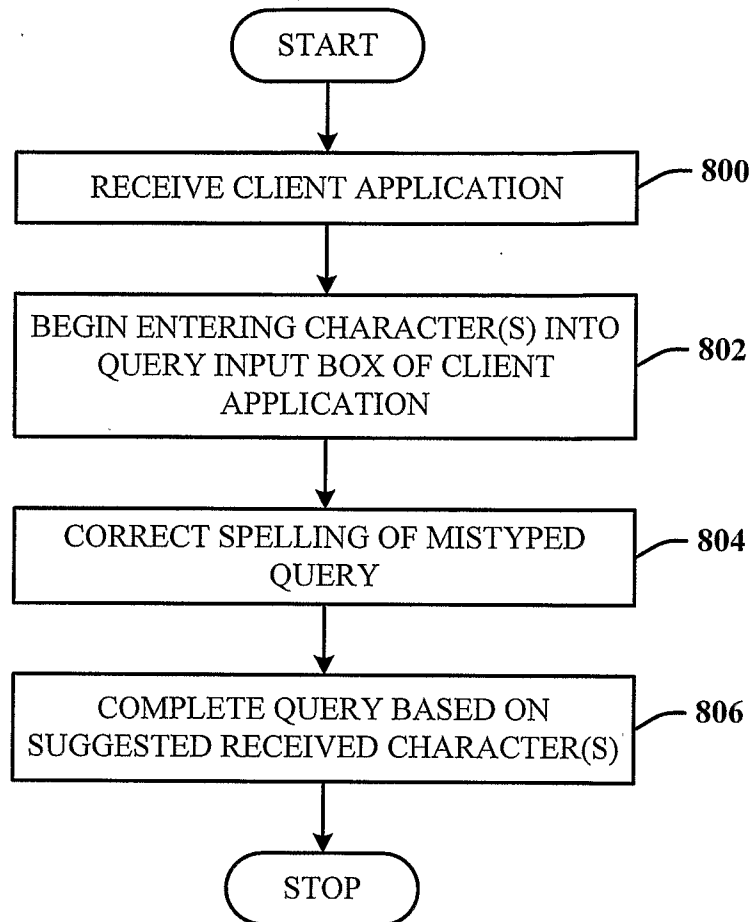 START
RECEIVE CLIENT APPLICATION
800
BEGIN ENTERING CHARACTER(S) INTO
QUERY INPUT BOX OF CLIENT
APPLICATION
802
CORRECT SPELLING OF MISTYPED
QUERY
804
COMPLETE QUERY BASED ON
SUGGESTED RECEIVED CHARACTER(S)
806
STOP